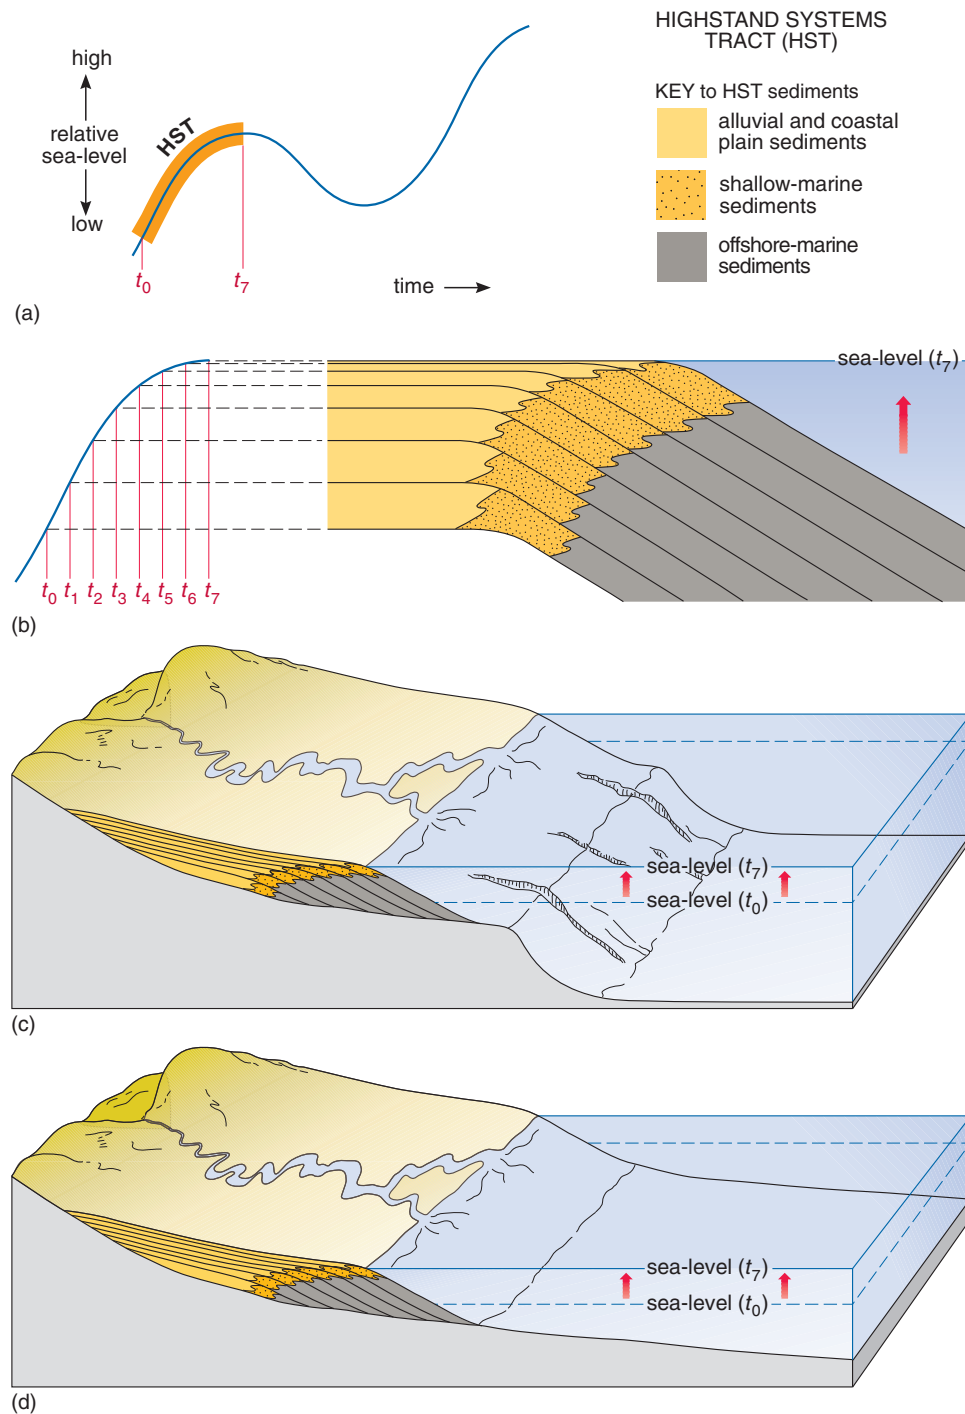 HIGHSTAND SYSTEMS
TRACT (HST)
KEY to HST sediments
alluvial and coastal
plain sediments
shallow-marine
sediments
offshore-marine
sediments
high
relative
sea-level
low
HST
t0
t7
time
(a)
sea-level (t7)
t0 t1 t2 t3 t4 t5 t6 t7
(b)
sea-level (t7)
sea-level (t0)
(c)
sea-level (t7)
sea-level (t0)
(d)